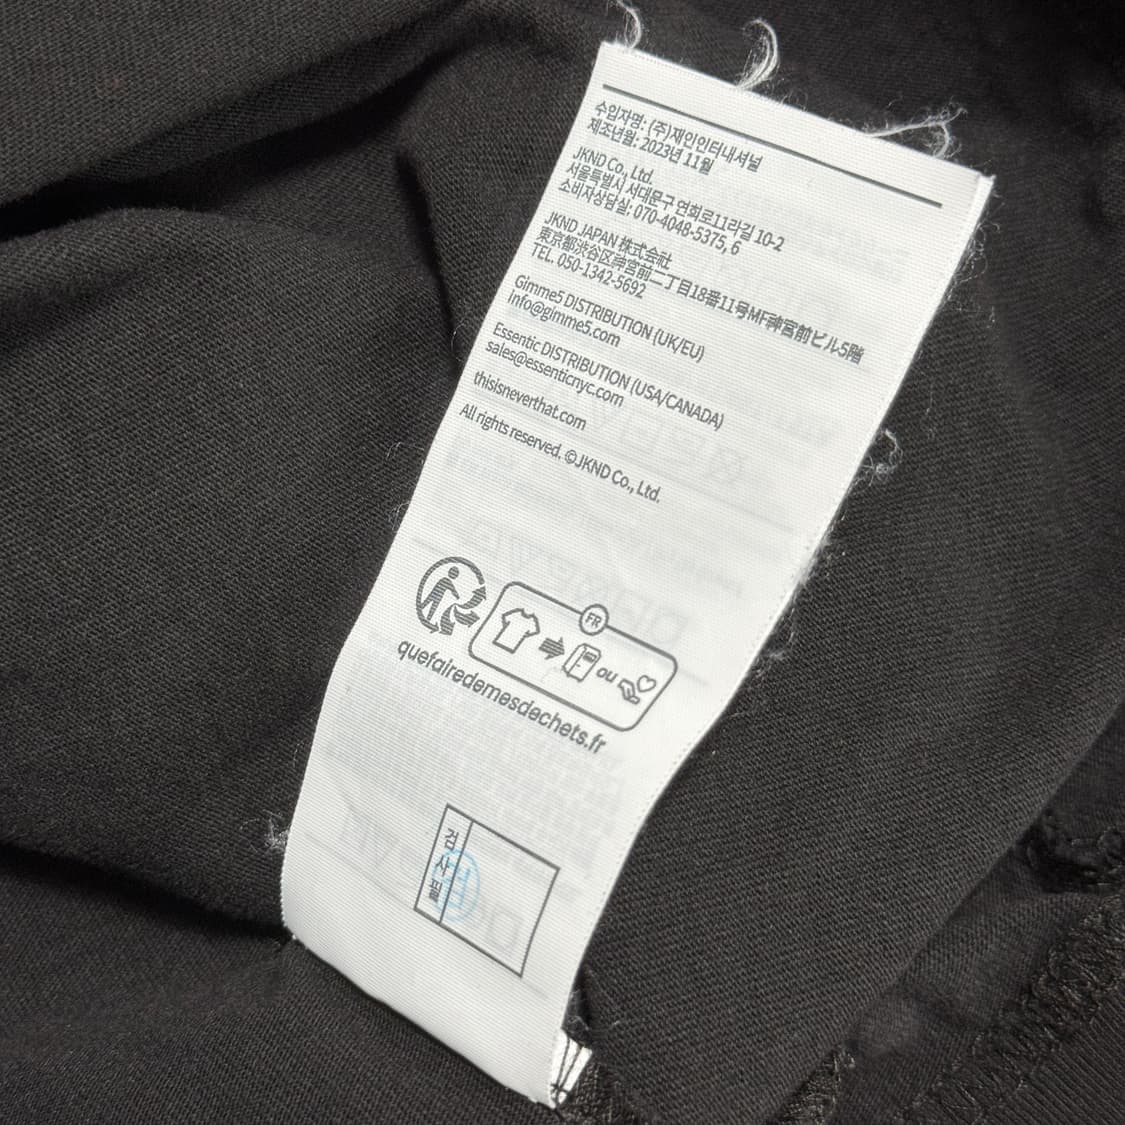 수입자명: (주)재인인터내셔널
제조년월: 2023년 11월
JKND Co., Ltd.
서울특별시 서대문구 연희로11라길 10-2
소비자상담실: 070-4048-5375, 6
JKND JAPAN 株式会社
東京都渋谷区神宮前二丁目18番11号MF神宮前ビル5階
TEL. 050-1342-5692
Gimme5 DISTRIBUTION (UK/EU)
Info@gimme5.com
Essentic DISTRIBUTION (USA/CANADA)
sales@essenticnyc.com
thisisneverthat.com
All rights reserved. ©JKND Co., Ltd.
FR
ou
quefairedemesdechets.fr
검사필